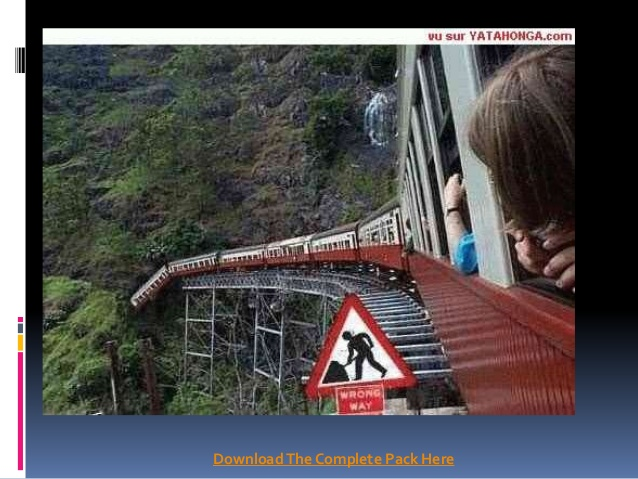 vu sur YATAHONGA.com
WRONG
WAY
Download The Complete Pack Here